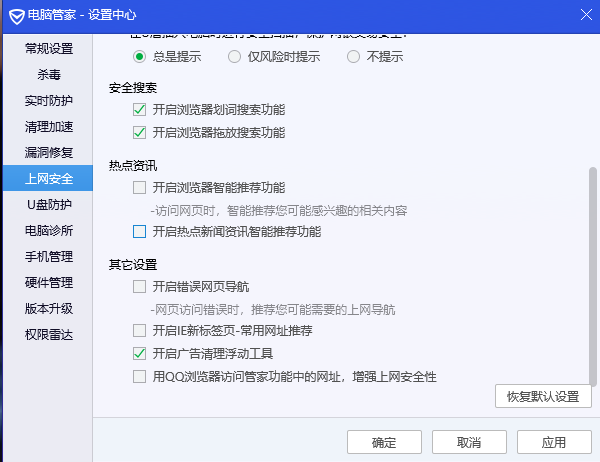 电脑管家 - 设置中心
常规设置
杀毒
实时防护
清理加速
漏洞修复
上网安全
U盘防护
电脑诊所
手机管理
硬件管理
版本升级
权限雷达
总是提示 仅风险时提示 不提示
安全搜索
开启浏览器划词搜索功能
开启浏览器拖放搜索功能
热点资讯
开启浏览器智能推荐功能
-访问网页时，智能推荐您可能感兴趣的相关内容
开启热点新闻资讯智能推荐功能
其它设置
开启错误网页导航
-网页访问错误时，推荐您可能需要的上网导航
开启IE新标签页-常用网址推荐
开启广告清理浮动工具
用QQ浏览器访问管家功能中的网址，增强上网安全性
恢复默认设置
确定 取消 应用